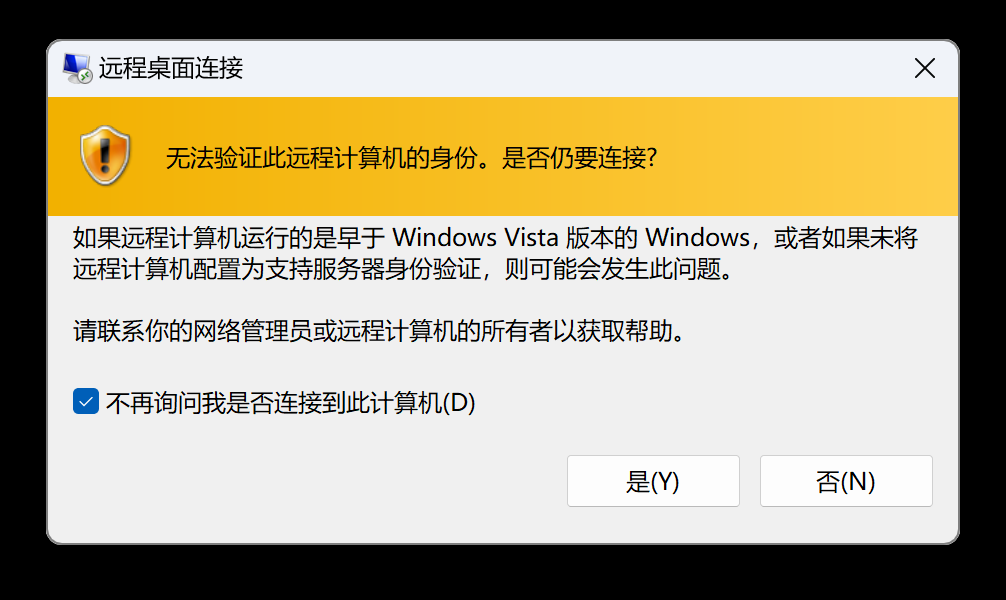 远程桌面连接
无法验证此远程计算机的身份。是否仍要连接?
如果远程计算机运行的是早于 Windows Vista 版本的 Windows，或者如果未将
远程计算机配置为支持服务器身份验证，则可能会发生此问题。
请联系你的网络管理员或远程计算机的所有者以获取帮助。
不再询问我是否连接到此计算机(D)
是(Y)
否(N)